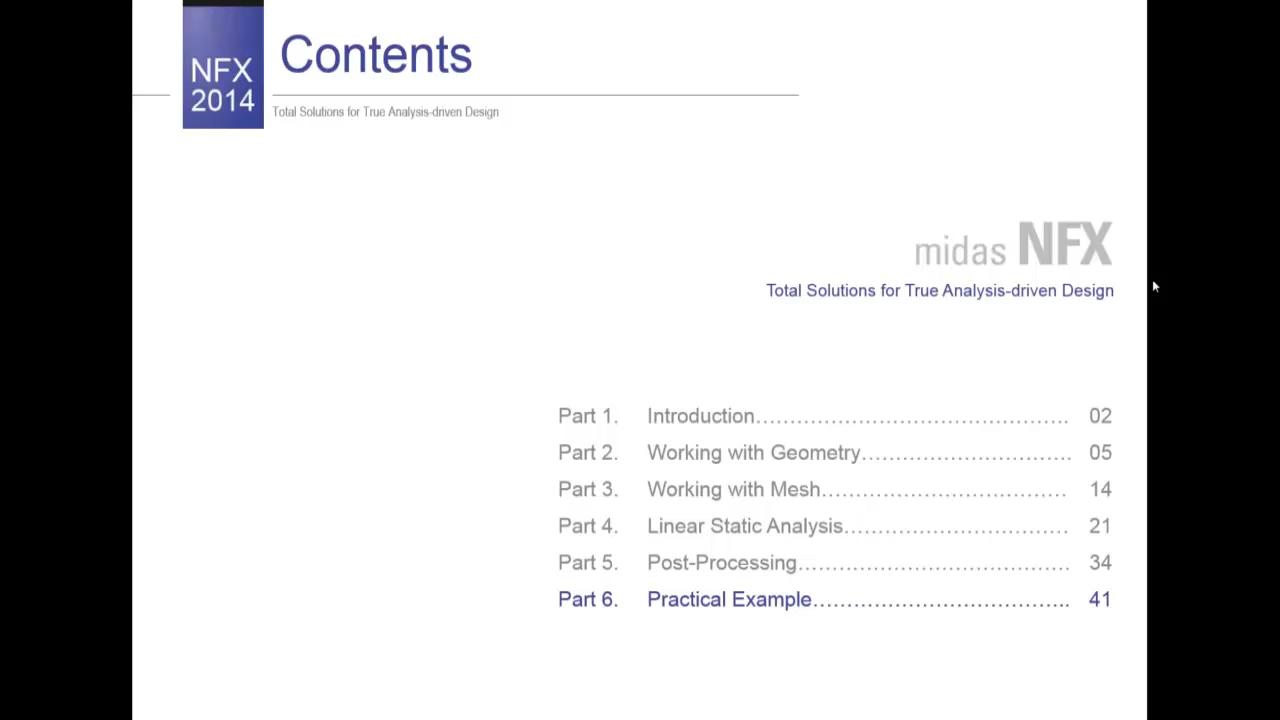 NFX
2014
Contents
Total Solutions for True Analysis-driven Design
midas NFX
Total Solutions for True Analysis-driven Design
Part 1. Introduction........................................ 02
Part 2. Working with Geometry............................ 05
Part 3. Working with Mesh................................ 14
Part 4. Linear Static Analysis.............................. 21
Part 5. Post-Processing.................................... 34
Part 6. Practical Example.................................. 41